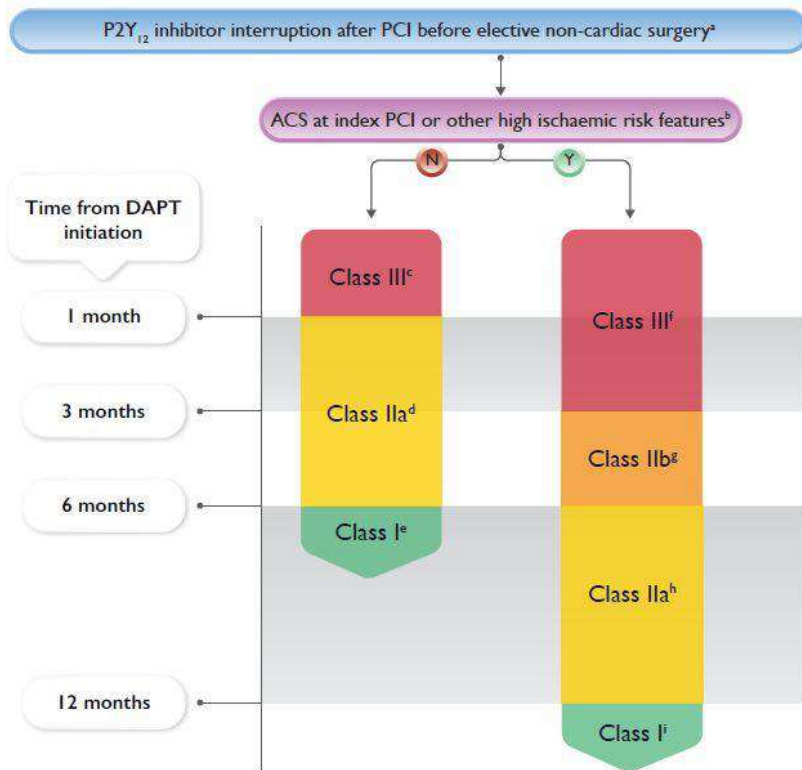 P2Y₁₂ inhibitor interruption after PCI before elective non-cardiac surgeryᵃ
ACS at index PCI or other high ischaemic risk featuresᵇ
N
Y
Time from DAPT
initiation
Class IIIᶜ
1 month
Class IIIᶠ
3 months
Class IIaᵈ
Class IIbᵍ
6 months
Class Iᵉ
Class IIaʰ
12 months
Class Iⁱ